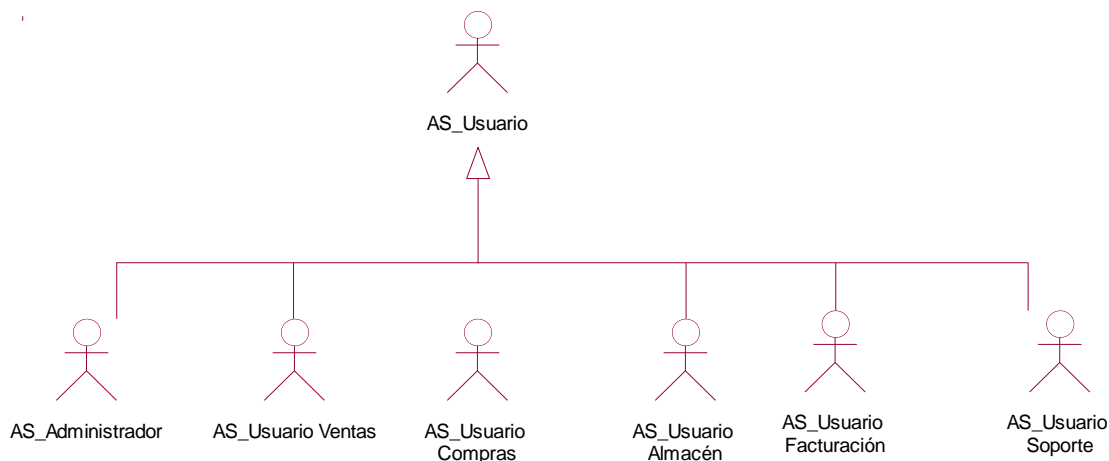 AS_Usuario
AS_Administrador
AS_Usuario Ventas
AS_Usuario
Compras
AS_Usuario
Almacén
AS_Usuario
Facturación
AS_Usuario
Soporte